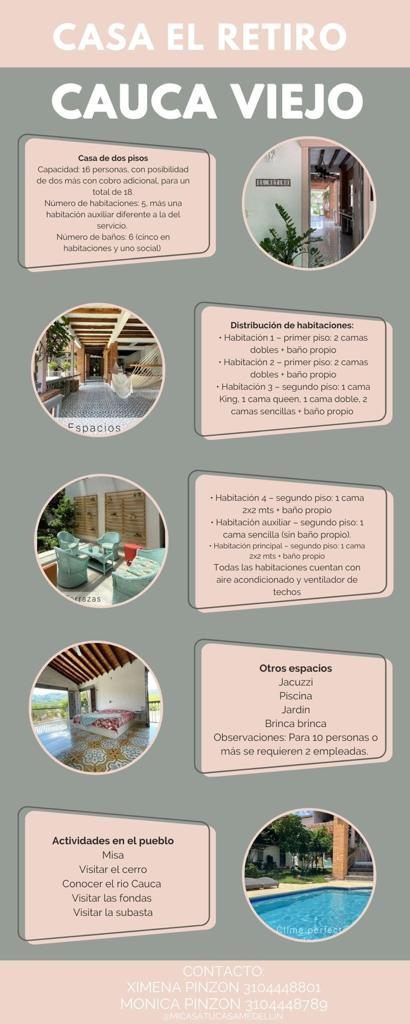 CASA EL RETIRO
CAUCA VIEJO
Casa de dos pisos
Capacidad: 16 personas, con posibilidad
de dos más con cobro adicional, para un
total de 18.
Número de habitaciones: 5, más una
habitación auxiliar diferente a la del
servicio.
Número de baños: 6 (cinco en
habitaciones y uno social)
EL RETIRO
Distribución de habitaciones:
• Habitación 1 – primer piso: 2 camas
dobles + baño propio
• Habitación 2 – primer piso: 2 camas
dobles + baño propio
• Habitación 3 – segundo piso: 1 cama
King, 1 cama queen, 1 cama doble, 2
camas sencillas + baño propio
Espacios
• Habitación 4 – segundo piso: 1 cama
2x2 mts + baño propio
• Habitación auxiliar – segundo piso: 1
cama sencilla (sin baño propio).
• Habitación principal – segundo piso: 1 cama
2x2 mts + baño propio
Todas las habitaciones cuentan con
aire acondicionado y ventilador de
techos
Terrazas
Otros espacios
Jacuzzi
Piscina
Jardín
Brinca brinca
Observaciones: Para 10 personas o
más se requieren 2 empleadas.
Actividades en el pueblo
Misa
Visitar el cerro
Conocer el rio Cauca
Visitar las fondas
Visitar la subasta
Clima perfect
CONTACTO:
XIMENA PINZON 3104448801
MONICA PINZON 3104448789
@MICASATUCASAMEDELLIN